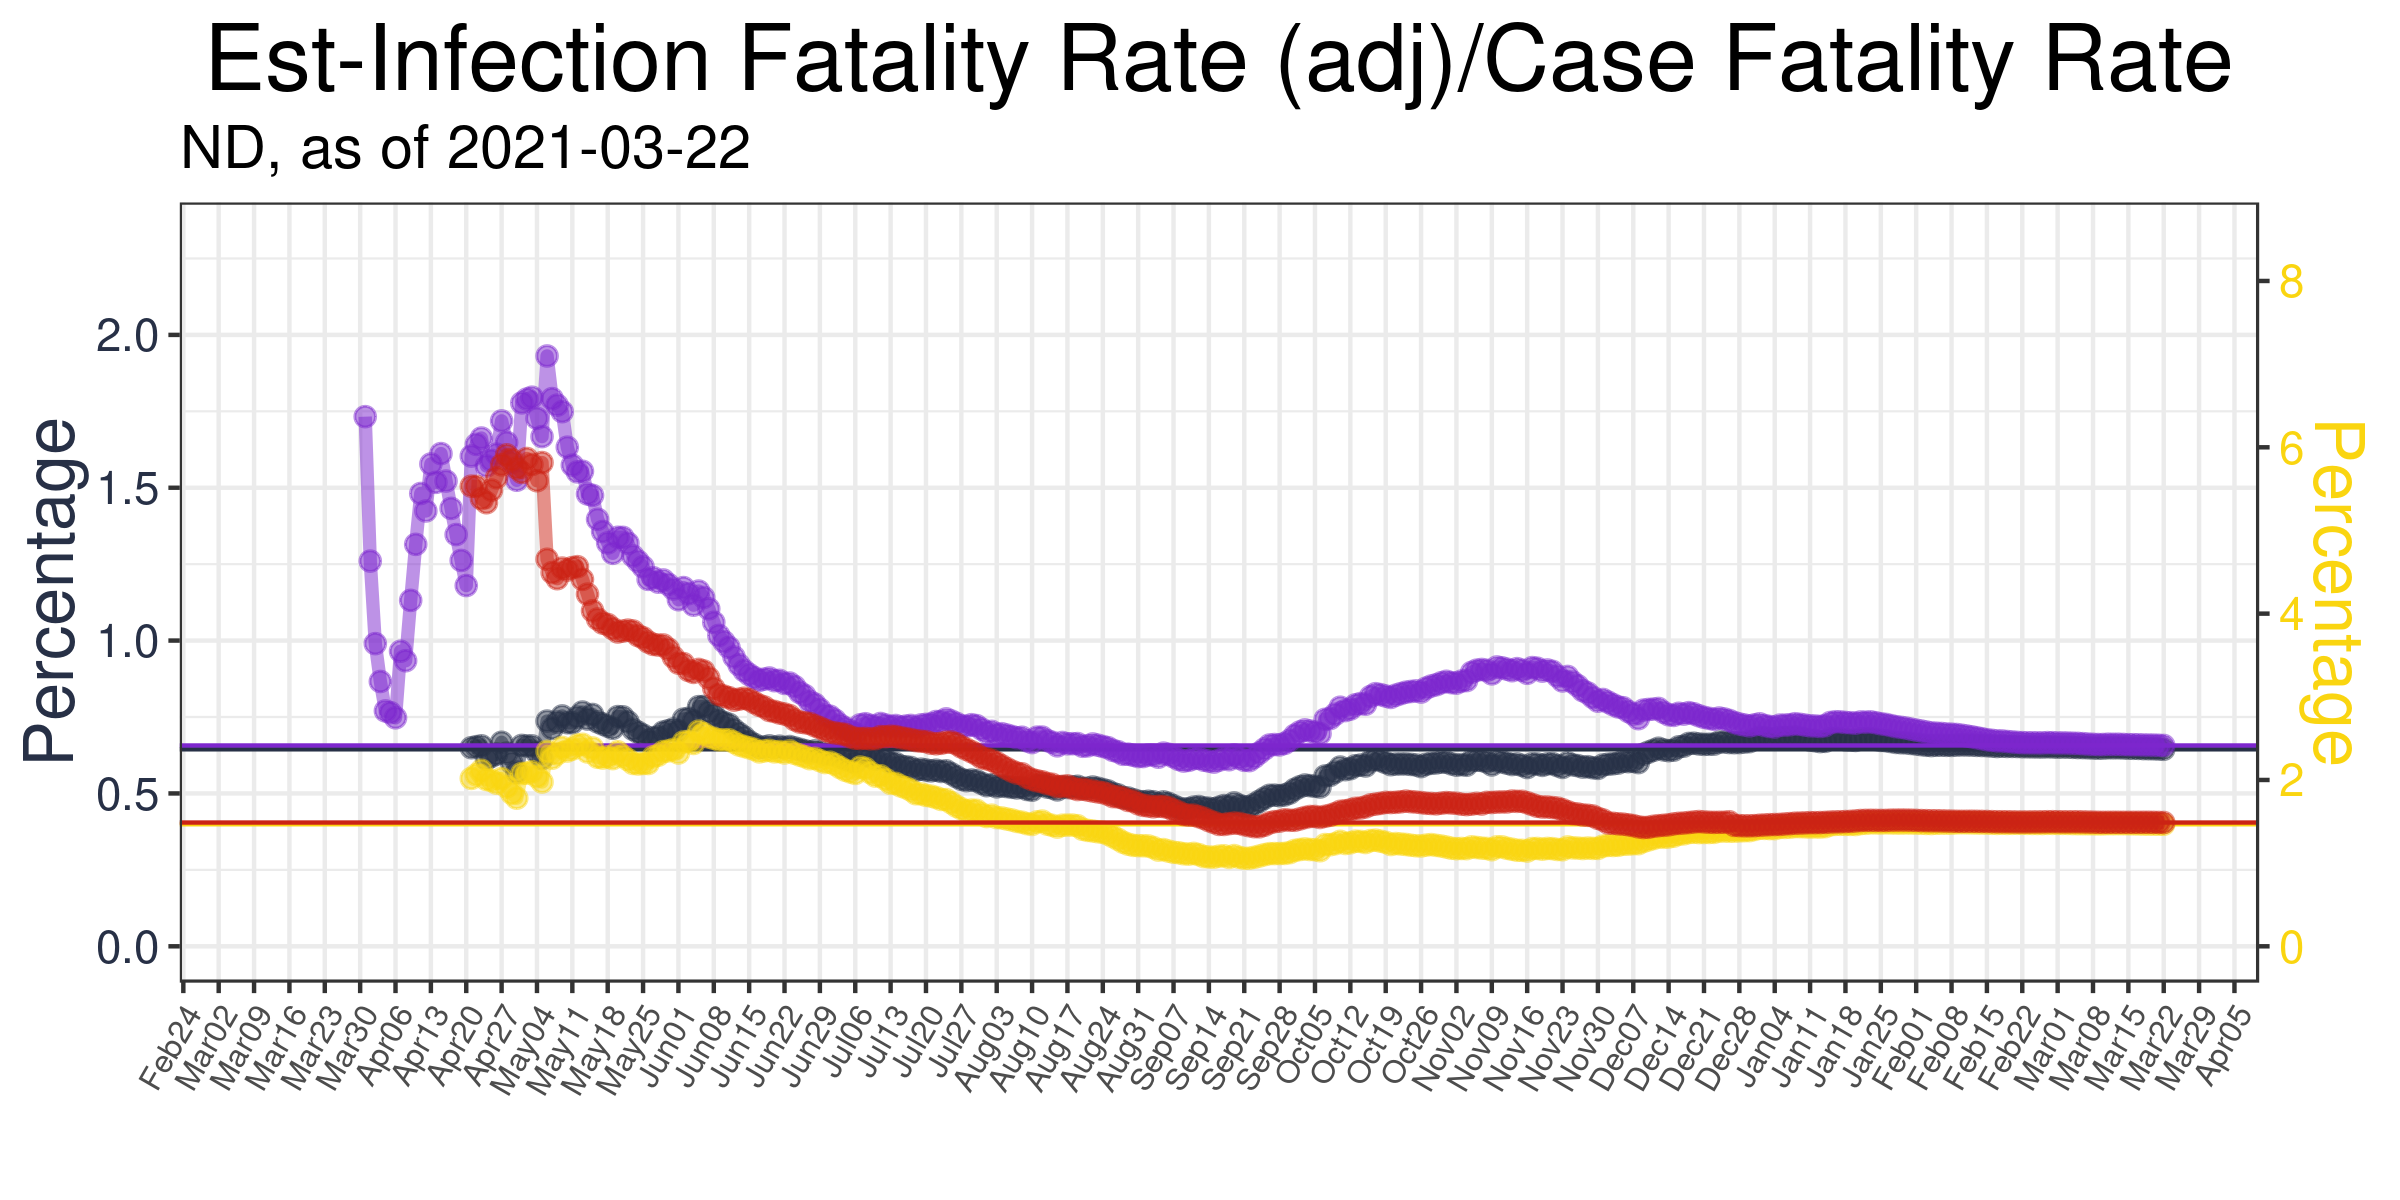 Est-Infection Fatality Rate (adj)/Case Fatality Rate
ND, as of 2021-03-22
Percentage
2.0
1.5
1.0
0.5
0.0
8
6
4
2
0
Percentage
Feb24
Mar02
Mar09
Mar16
Mar23
Mar30
Apr06
Apr13
Apr20
Apr27
May04
May11
May18
May25
Jun01
Jun08
Jun15
Jun22
Jun29
Jul06
Jul13
Jul20
Jul27
Aug03
Aug10
Aug17
Aug24
Aug31
Sep07
Sep14
Sep21
Sep28
Oct05
Oct12
Oct19
Oct26
Nov02
Nov09
Nov16
Nov23
Nov30
Dec07
Dec14
Dec21
Dec28
Jan04
Jan11
Jan18
Jan25
Feb01
Feb08
Feb15
Feb22
Mar01
Mar08
Mar15
Mar22
Mar29
Apr05